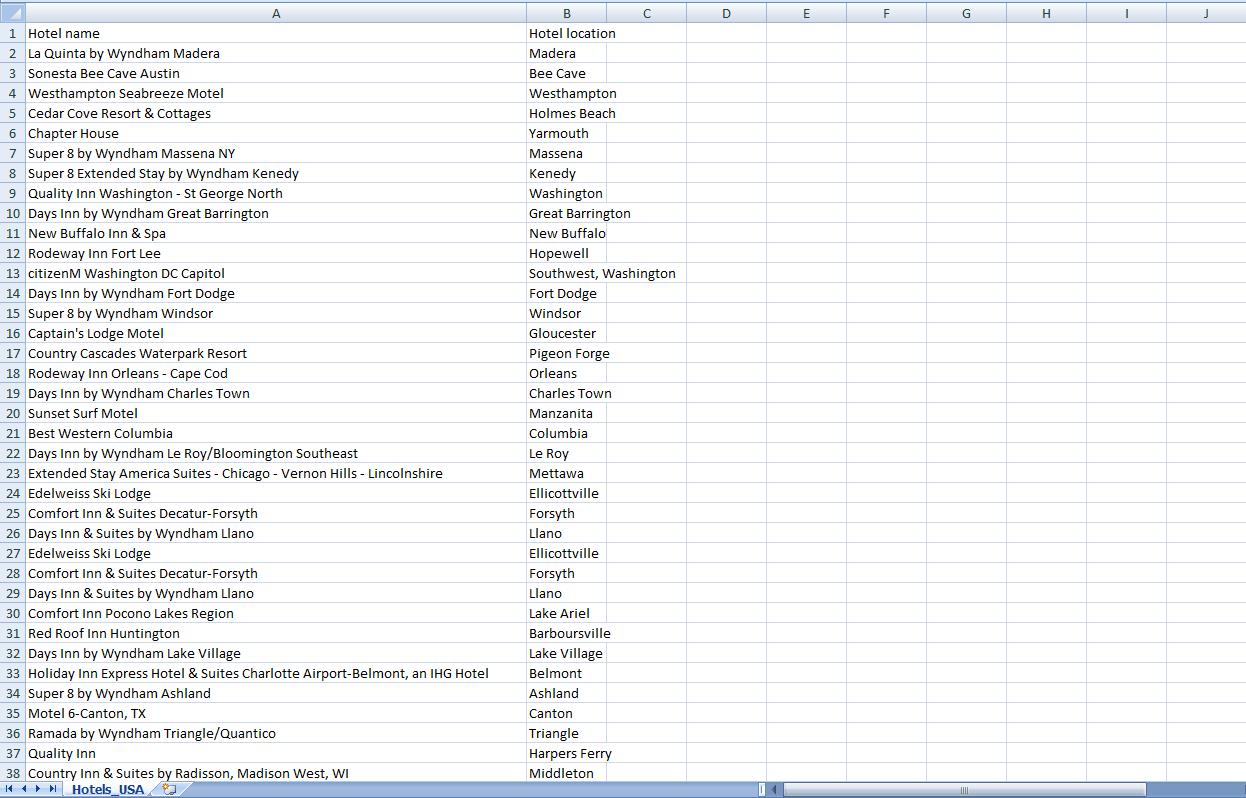 A B C D E F G H I J
1 Hotel name Hotel location
2 La Quinta by Wyndham Madera Madera
3 Sonesta Bee Cave Austin Bee Cave
4 Westhampton Seabreeze Motel Westhampton
5 Cedar Cove Resort & Cottages Holmes Beach
6 Chapter House Yarmouth
7 Super 8 by Wyndham Massena NY Massena
8 Super 8 Extended Stay by Wyndham Kenedy Kenedy
9 Quality Inn Washington - St George North Washington
10 Days Inn by Wyndham Great Barrington Great Barrington
11 New Buffalo Inn & Spa New Buffalo
12 Rodeway Inn Fort Lee Hopewell
13 citizenM Washington DC Capitol Southwest, Washington
14 Days Inn by Wyndham Fort Dodge Fort Dodge
15 Super 8 by Wyndham Windsor Windsor
16 Captain's Lodge Motel Gloucester
17 Country Cascades Waterpark Resort Pigeon Forge
18 Rodeway Inn Orleans - Cape Cod Orleans
19 Days Inn by Wyndham Charles Town Charles Town
20 Sunset Surf Motel Manzanita
21 Best Western Columbia Columbia
22 Days Inn by Wyndham Le Roy/Bloomington Southeast Le Roy
23 Extended Stay America Suites - Chicago - Vernon Hills - Lincolnshire Mettawa
24 Edelweiss Ski Lodge Ellicottville
25 Comfort Inn & Suites Decatur-Forsyth Forsyth
26 Days Inn & Suites by Wyndham Llano Llano
27 Edelweiss Ski Lodge Ellicottville
28 Comfort Inn & Suites Decatur-Forsyth Forsyth
29 Days Inn & Suites by Wyndham Llano Llano
30 Comfort Inn Pocono Lakes Region Lake Ariel
31 Red Roof Inn Huntington Barboursville
32 Days Inn by Wyndham Lake Village Lake Village
33 Holiday Inn Express Hotel & Suites Charlotte Airport-Belmont, an IHG Hotel Belmont
34 Super 8 by Wyndham Ashland Ashland
35 Motel 6-Canton, TX Canton
36 Ramada by Wyndham Triangle/Quantico Triangle
37 Quality Inn Harpers Ferry
38 Country Inn & Suites by Radisson, Madison West, WI Middleton
Hotels_USA